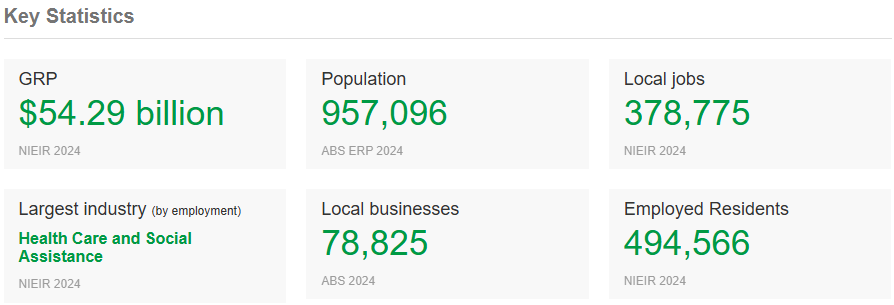 Key Statistics
GRP
$54.29 billion
NIEIR 2024
Population
957,096
ABS ERP 2024
Local jobs
378,775
NIEIR 2024
Largest industry (by employment)
Health Care and Social
Assistance
NIEIR 2024
Local businesses
78,825
ABS 2024
Employed Residents
494,566
NIEIR 2024